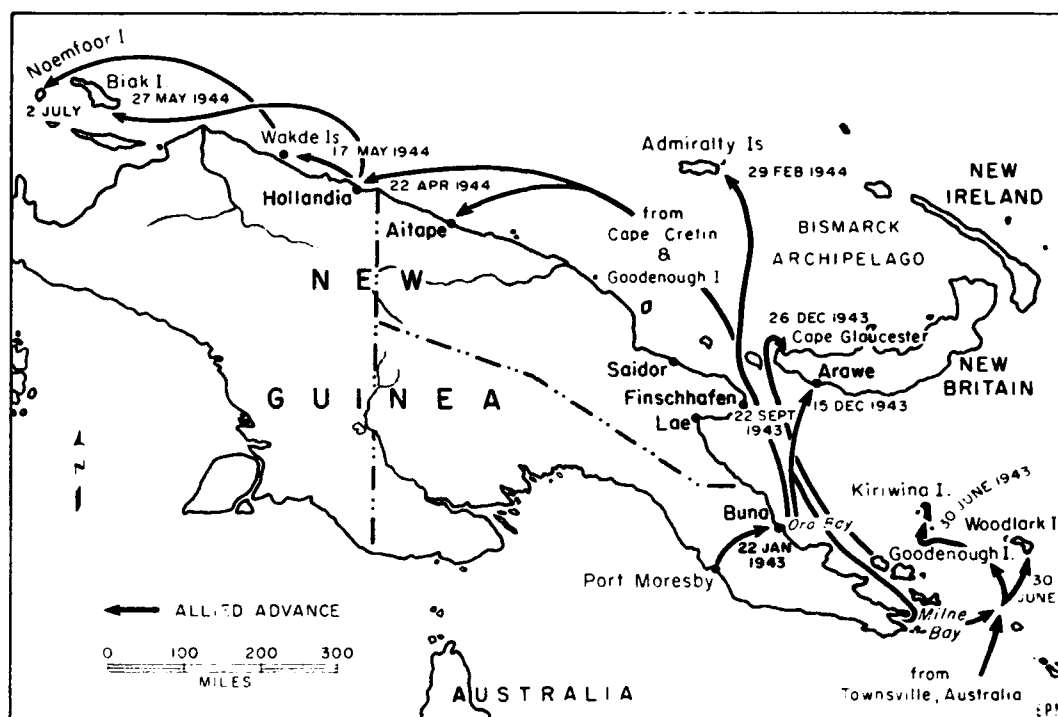 Noemfoor I
Biak I.
27 MAY 1944
2 JULY
Wakde Is
17 MAY 1944
Hollandia
22 APR 1944
Aitape
Admiralty Is
29 FEB 1944
NEW
IRELAND
from
Cape Cretin
&
Goodenough I
BISMARCK
ARCHIPELAGO
NEW
GUINEA
26 DEC 1943
Cape Gloucester
Saidor
Arawe
NEW
BRITAIN
Finschhafen
22 SEPT
1943
15 DEC 1943
Lae
N
Kiriwina I.
30 JUNE 1943
Woodlark I
Buna
Oro Bay
22 JAN
1943
Goodenough I.
Port Moresby
30
JUNE
Milne
Bay
ALLIED ADVANCE
0 100 200 300
MILES
from
Townsville, Australia
AUSTRALIA